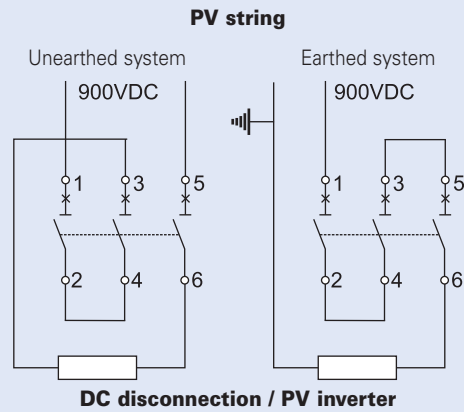 PV string
Unearthed system Earthed system
900VDC 900VDC
1 3 5 1 3 5
2 4 6 2 4 6
DC disconnection / PV inverter